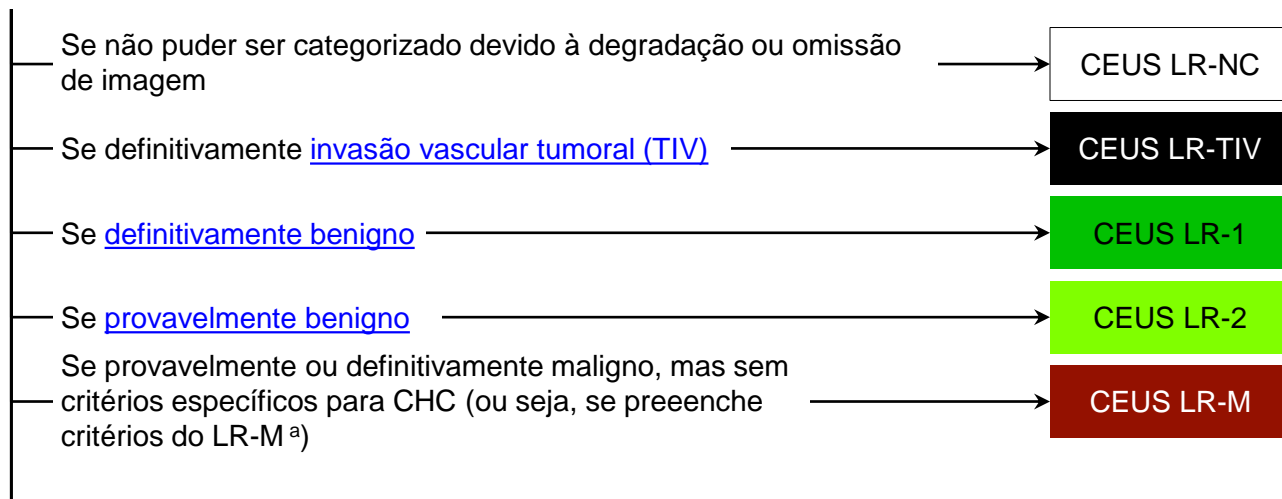 Se não puder ser categorizado devido à degradação ou omissão
de imagem
CEUS LR-NC
Se definitivamente invasão vascular tumoral (TIV)
CEUS LR-TIV
Se definitivamente benigno
CEUS LR-1
Se provavelmente benigno
CEUS LR-2
Se provavelmente ou definitivamente maligno, mas sem
critérios específicos para CHC (ou seja, se preeenche
critérios do LR-M ª)
CEUS LR-M